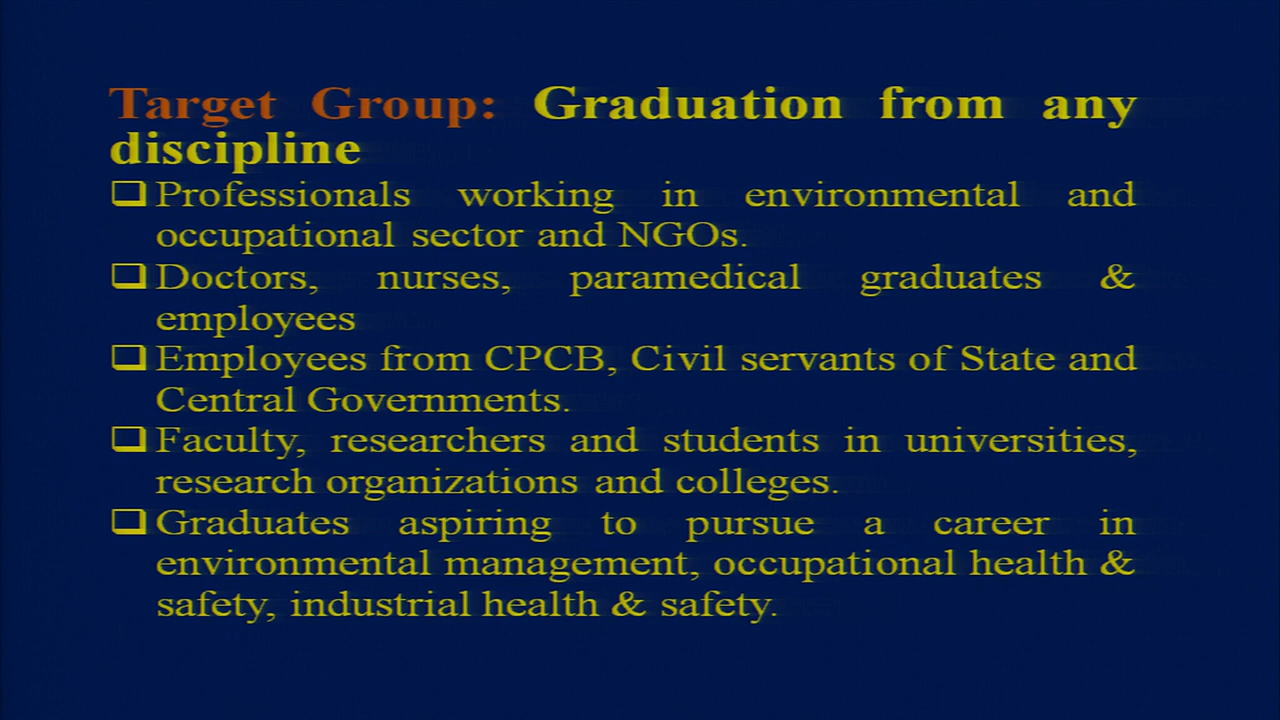 Target Group: Graduation from any
discipline
❑Professionals working in environmental and
occupational sector and NGOs.
❑Doctors, nurses, paramedical graduates &
employees
❑Employees from CPCB, Civil servants of State and
Central Governments.
❑Faculty, researchers and students in universities,
research organizations and colleges.
❑Graduates aspiring to pursue a career in
environmental management, occupational health &
safety, industrial health & safety.